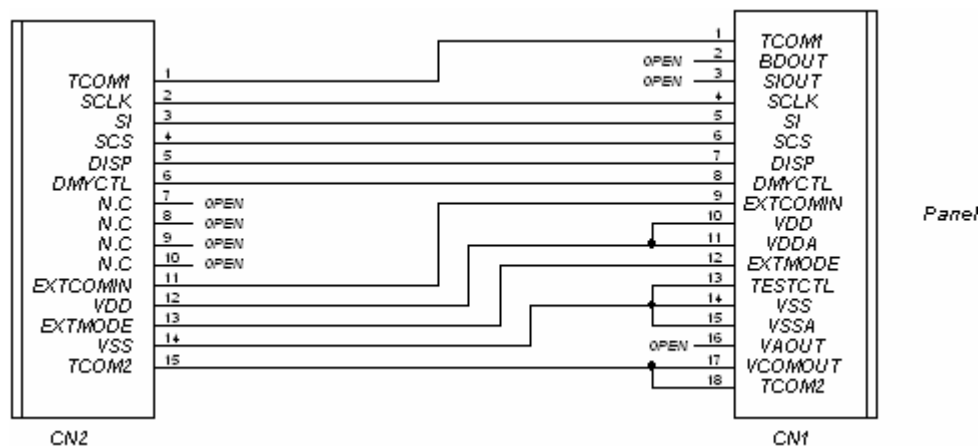 1 TCOM1
OPEN 2 BDOUT
TCOM1 1 OPEN 3 SIOUT
SCLK 2 4 SCLK
SI 3 5 SI
SCS 4 6 SCS
DISP 5 7 DISP
DMYCTL 6 8 DMYCTL
N.C 7 OPEN 9 EXTCOMIN
N.C 8 OPEN 10 VDD
Panel
N.C 9 OPEN 11 VDDA
N.C 10 OPEN 12 EXTMODE
EXTCOMIN 11 13 TESTCTL
VDD 12 14 VSS
EXTMODE 13 15 VSSA
VSS 14 OPEN 16 VAOUT
TCOM2 15 17 VCOMOUT
18 TCOM2
CN2 CN1